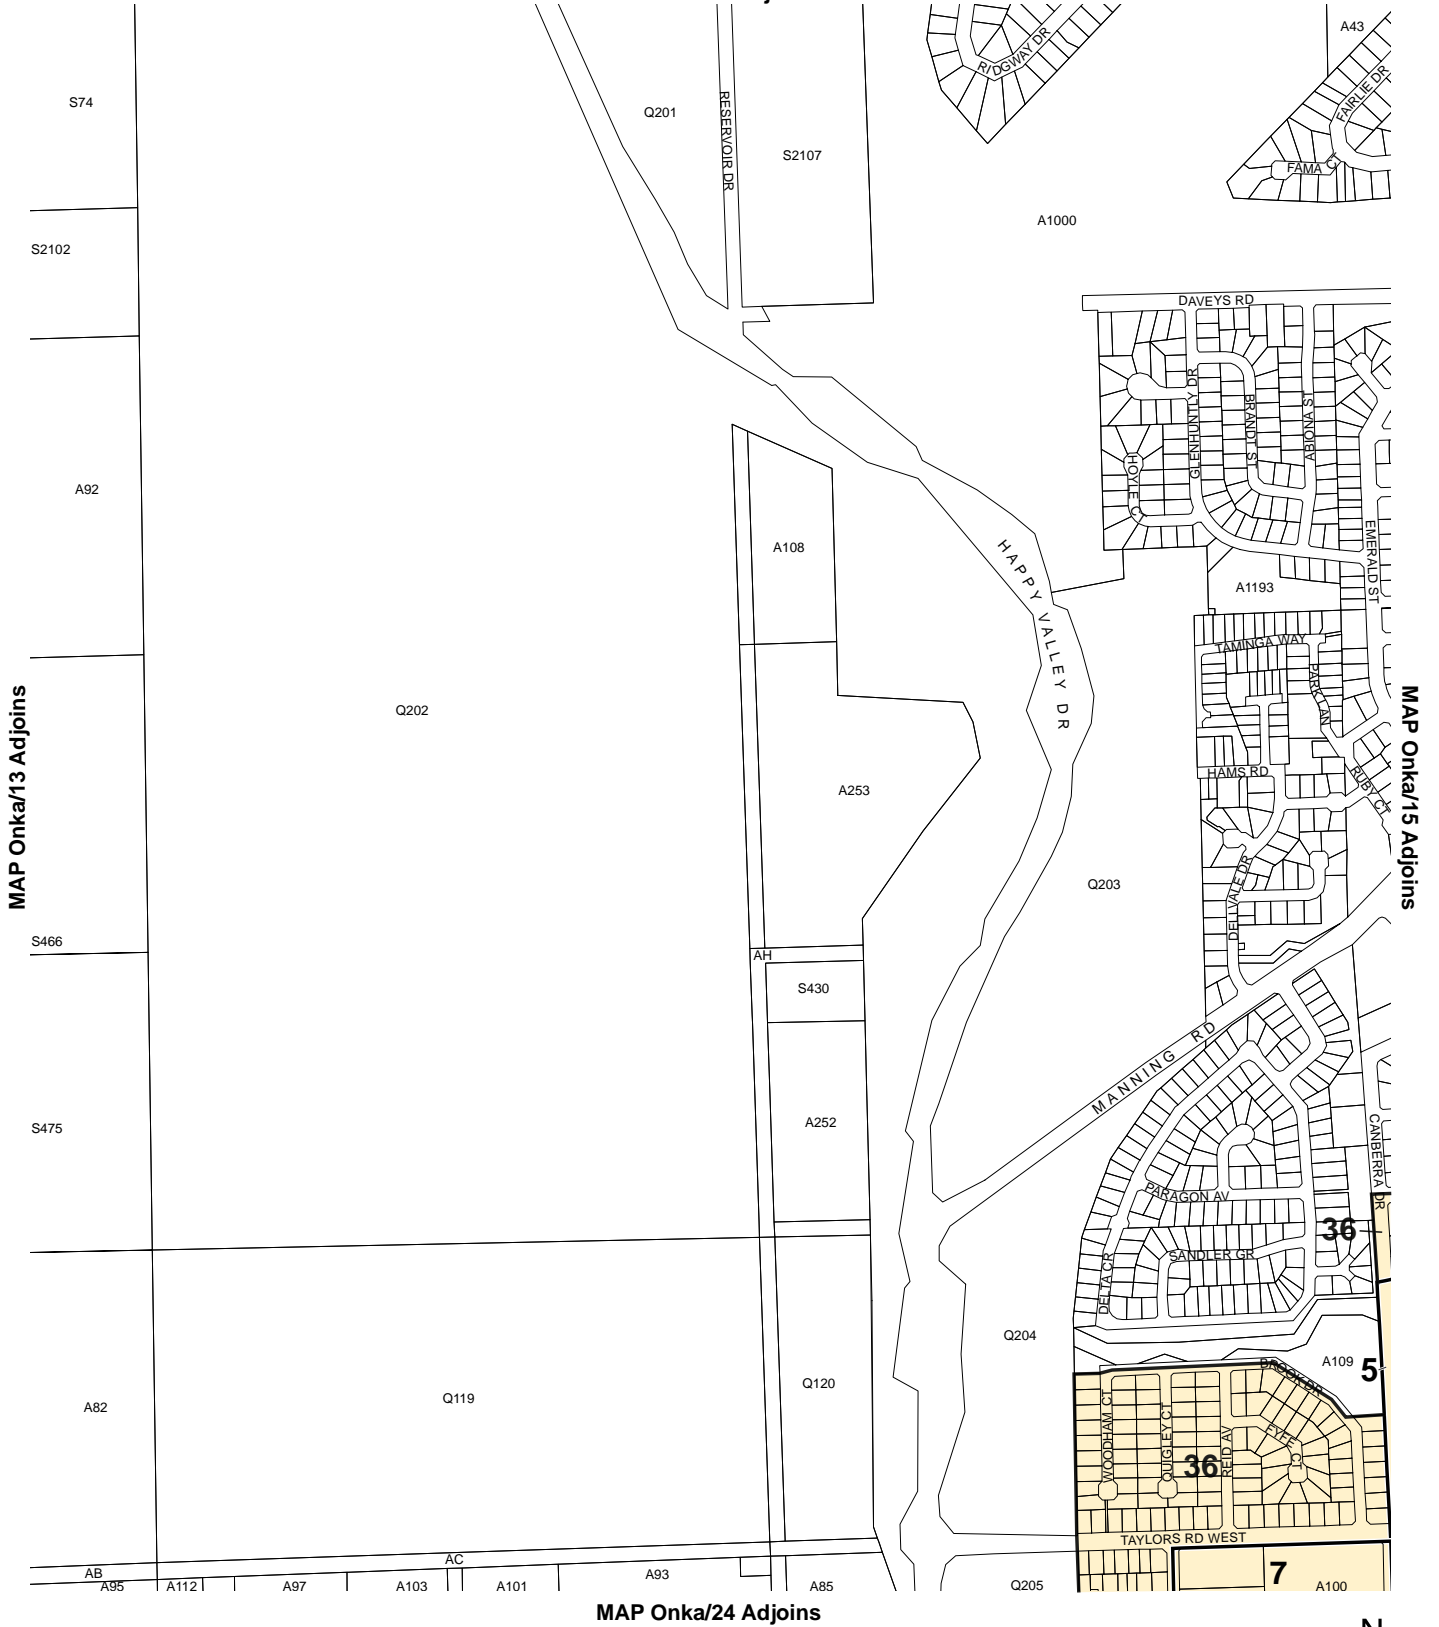 A43
RIDGWAY DR
FAIRLIE DR
S74
Q201
RESERVOIR DR
S2107
FAMA CT
A1000
S2102
DAVEYS RD
GLENHUNTLY DR
BRANDT ST
ABIONA ST
HOYLE CT
A92
EMERALD ST
A108
HAPPY VALLEY DR
A1193
TAMINGA WAY
PARK LAN
MAP Onka/13 Adjoins
Q202
MAP Onka/15 Adjoins
HAMS RD
RUBY CT
A253
Q203
DELIVALE DR
S466
AH
S430
MANNING RD
S475
A252
CANBERRA DR
PARAGON AV
36
SANDLER GR
DELTA CR
Q204
BROOK DR
A109
5
Q120
Q119
A82
WOODHAM CT
QUIGLEY CT
REID AV
FYFE CT
36
TAYLORS RD WEST
AC
AB
A95
A112
A97
A103
A101
A93
A85
Q205
7
A100
MAP Onka/24 Adjoins